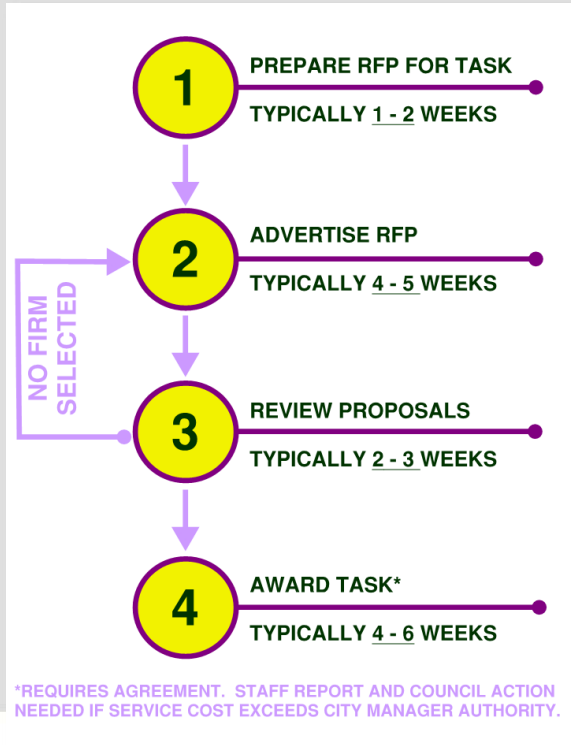 1
PREPARE RFP FOR TASK
TYPICALLY 1 - 2 WEEKS
2
ADVERTISE RFP
TYPICALLY 4 - 5 WEEKS
NO FIRM
SELECTED
3
REVIEW PROPOSALS
TYPICALLY 2 - 3 WEEKS
4
AWARD TASK*
TYPICALLY 4 - 6 WEEKS
*REQUIRES AGREEMENT.  STAFF REPORT AND COUNCIL ACTION
NEEDED IF SERVICE COST EXCEEDS CITY MANAGER AUTHORITY.